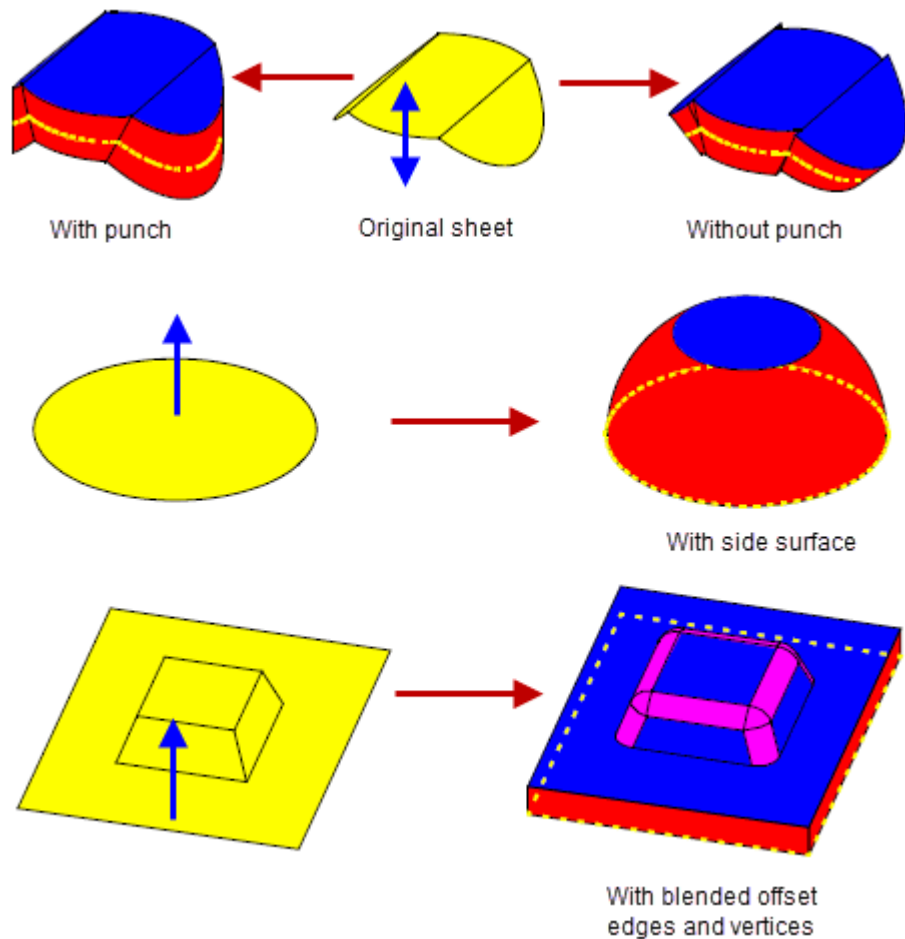 With punch
Original sheet
Without punch
With side surface
With blended offset
edges and vertices